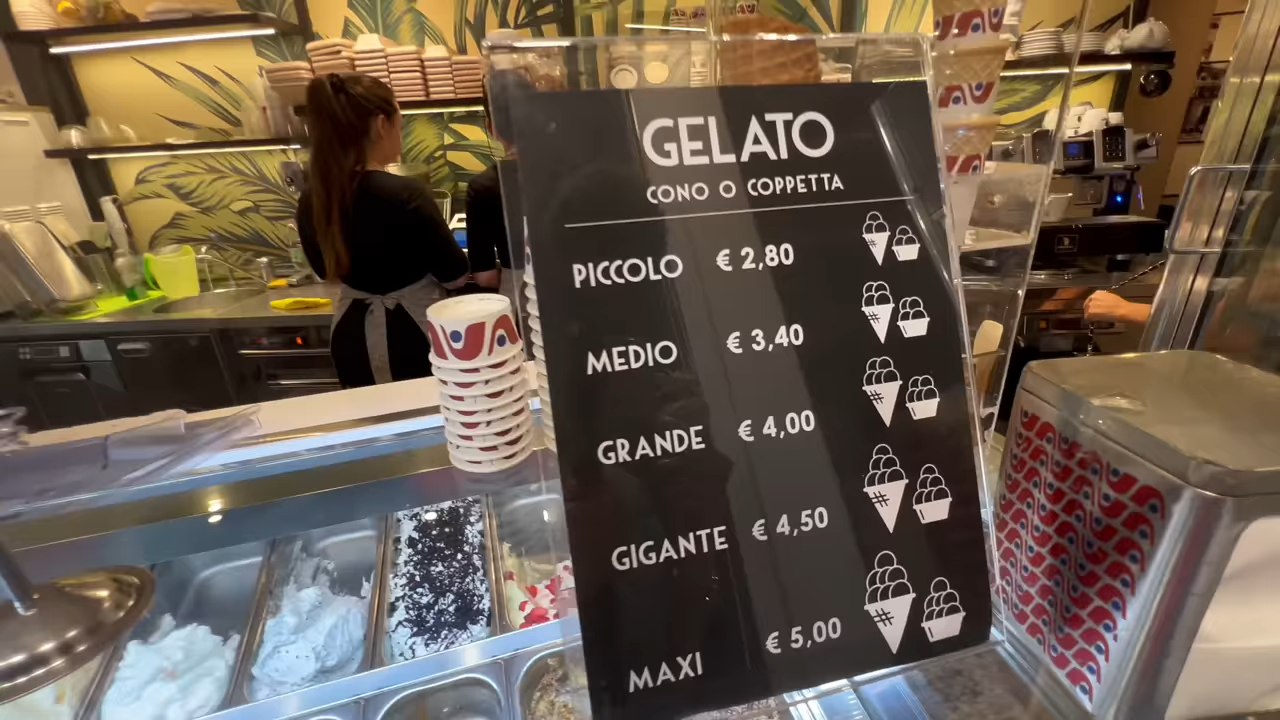 GELATO
CONO O COPPETTA
PICCOLO € 2,80
MEDIO € 3,40
GRANDE € 4,00
GIGANTE € 4,50
MAXI € 5,00